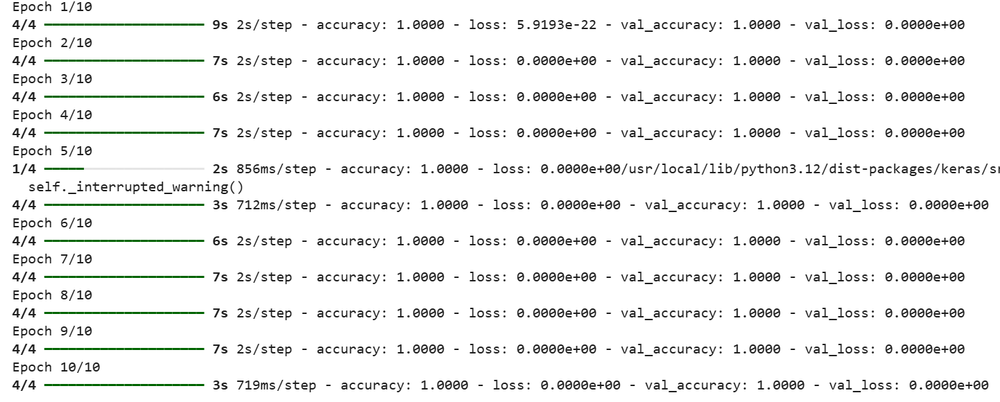 Epoch 1/10
4/4 ━━━━━━━━━━━━━━━━━━━━ 9s 2s/step - accuracy: 1.0000 - loss: 5.9193e-22 - val_accuracy: 1.0000 - val_loss: 0.0000e+00
Epoch 2/10
4/4 ━━━━━━━━━━━━━━━━━━━━ 7s 2s/step - accuracy: 1.0000 - loss: 0.0000e+00 - val_accuracy: 1.0000 - val_loss: 0.0000e+00
Epoch 3/10
4/4 ━━━━━━━━━━━━━━━━━━━━ 6s 2s/step - accuracy: 1.0000 - loss: 0.0000e+00 - val_accuracy: 1.0000 - val_loss: 0.0000e+00
Epoch 4/10
4/4 ━━━━━━━━━━━━━━━━━━━━ 7s 2s/step - accuracy: 1.0000 - loss: 0.0000e+00 - val_accuracy: 1.0000 - val_loss: 0.0000e+00
Epoch 5/10
1/4 ━━━━━━━━━━━━━━━━━━━━ 2s 856ms/step - accuracy: 1.0000 - loss: 0.0000e+00/usr/local/lib/python3.12/dist-packages/keras/
self._interrupted_warning()
4/4 ━━━━━━━━━━━━━━━━━━━━ 3s 712ms/step - accuracy: 1.0000 - loss: 0.0000e+00 - val_accuracy: 1.0000 - val_loss: 0.0000e+00
Epoch 6/10
4/4 ━━━━━━━━━━━━━━━━━━━━ 6s 2s/step - accuracy: 1.0000 - loss: 0.0000e+00 - val_accuracy: 1.0000 - val_loss: 0.0000e+00
Epoch 7/10
4/4 ━━━━━━━━━━━━━━━━━━━━ 7s 2s/step - accuracy: 1.0000 - loss: 0.0000e+00 - val_accuracy: 1.0000 - val_loss: 0.0000e+00
Epoch 8/10
4/4 ━━━━━━━━━━━━━━━━━━━━ 7s 2s/step - accuracy: 1.0000 - loss: 0.0000e+00 - val_accuracy: 1.0000 - val_loss: 0.0000e+00
Epoch 9/10
4/4 ━━━━━━━━━━━━━━━━━━━━ 7s 2s/step - accuracy: 1.0000 - loss: 0.0000e+00 - val_accuracy: 1.0000 - val_loss: 0.0000e+00
Epoch 10/10
4/4 ━━━━━━━━━━━━━━━━━━━━ 3s 719ms/step - accuracy: 1.0000 - loss: 0.0000e+00 - val_accuracy: 1.0000 - val_loss: 0.0000e+00